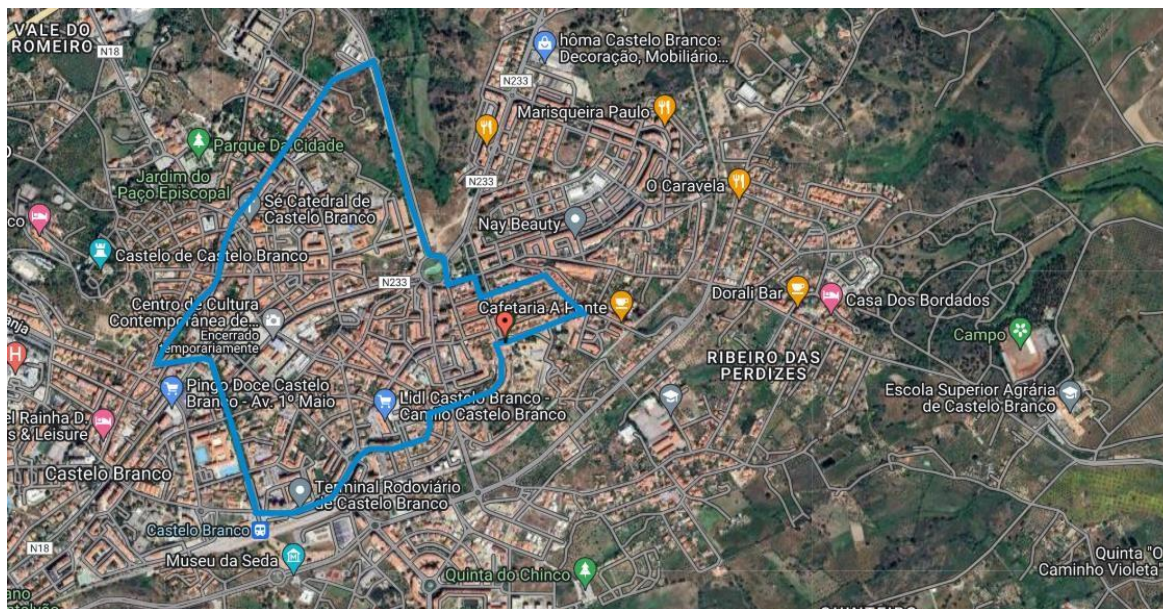 VALE DO
ROMEIRO
N18
hôma Castelo Branco:
Decoração, Mobiliário...
N233
Marisqueira Paulo
Parque Da Cidade
Jardim do
Paço Episcopal
N233
O Caravela
Sé Catedral de
Castelo Branco
Nay Beauty
co
Castelo de Castelo Branco
N233
Cafetaria A Ponte
Dorali Bar
Casa Dos Bordados
Centro de Cultura
Contemporânea de...
Encerrado
temporariamente
Campo
RIBEIRO DAS
PERDIZES
Pingo Doce Castelo
Branco - Av. 1º Maio
Lidl Castelo Branco -
Camilo Castelo Branco
Escola Superior Agrária
de Castelo Branco
el Rainha D.
s & Leisure
Castelo Branco
Terminal Rodoviário
de Castelo Branco
Castelo Branco
N18
Museu da Seda
Quinta do Chinco
Quinta "O
Caminho Violeta"